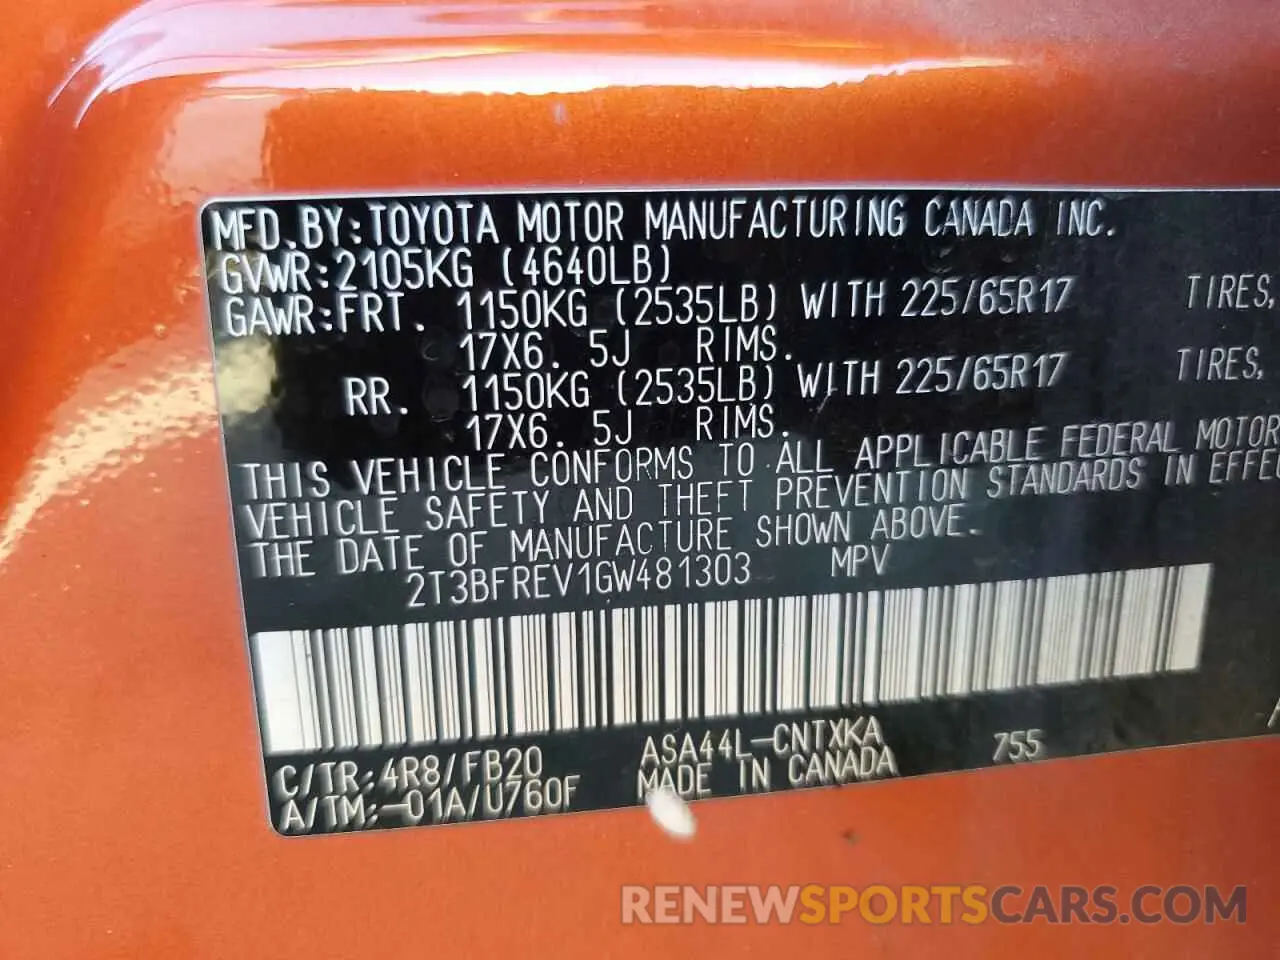 MFD.BY:TOYOTA MOTOR MANUFACTURING CANADA INC.
GVWR:2105KG (4640LB)
GAWR:FRT. 1150KG (2535LB) WITH 225/65R17 TIRES,
17X6. 5J RIMS.
RR. 1150KG (2535LB) WITH 225/65R17 TIRES,
17X6. 5J RIMS.
THIS VEHICLE CONFORMS TO ALL APPLICABLE FEDERAL MOTOR
VEHICLE SAFETY AND THEFT PREVENTION STANDARDS IN EFFE
THE DATE OF MANUFACTURE SHOWN ABOVE.
2T3BFREV1GW481303 MPV
C/TR:4R8/FB20 ASA44L-CNTXKA 755
A/TM:-01A/U760F MADE IN CANADA
RENEWSPORTSCARS.COM